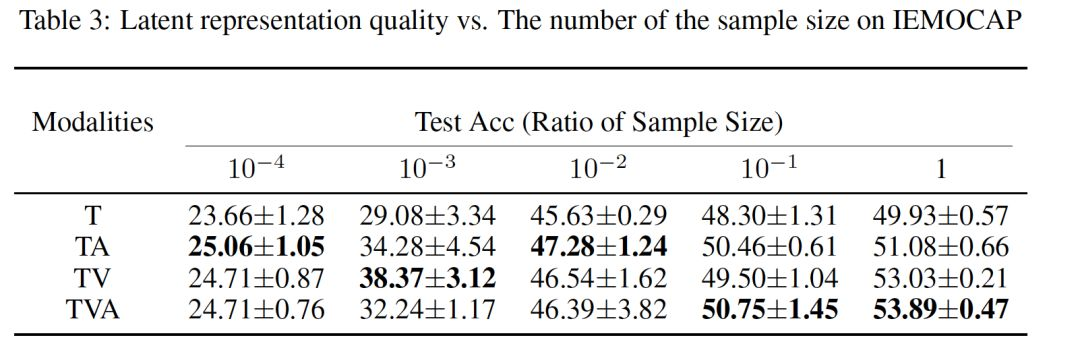 Table 3: Latent representation quality vs. The number of the sample size on IEMOCAP
Modalities Test Acc (Ratio of Sample Size)
10⁻⁴ 10⁻³ 10⁻² 10⁻¹ 1
T 23.66±1.28 29.08±3.34 45.63±0.29 48.30±1.31 49.93±0.57
TA 25.06±1.05 34.28±4.54 47.28±1.24 50.46±0.61 51.08±0.66
TV 24.71±0.87 38.37±3.12 46.54±1.62 49.50±1.04 53.03±0.21
TVA 24.71±0.76 32.24±1.17 46.39±3.82 50.75±1.45 53.89±0.47